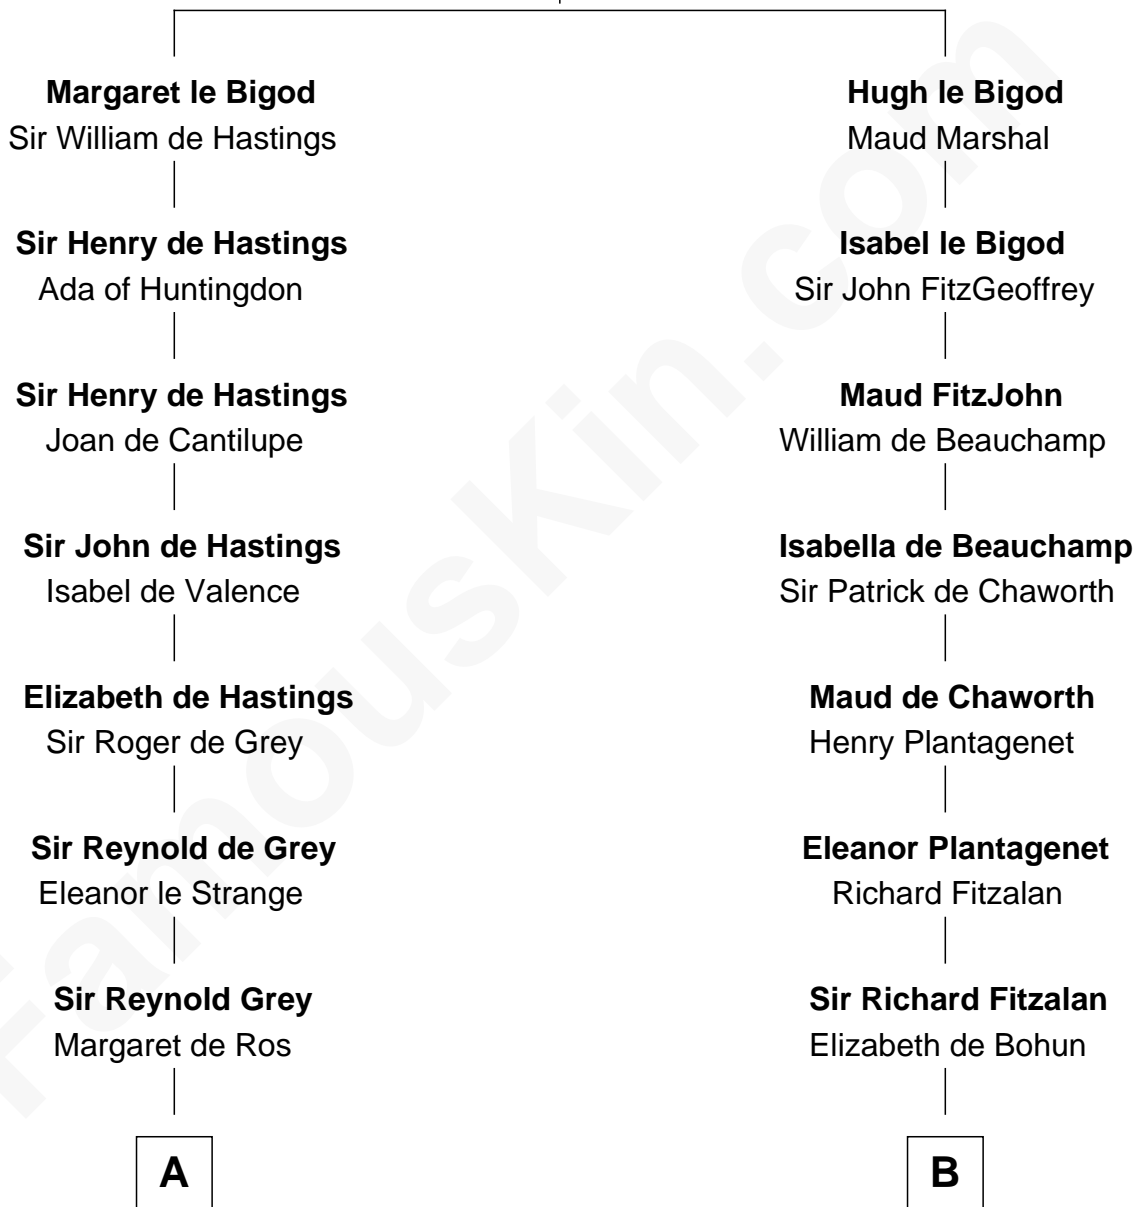 Margaret le Bigod
Sir William de Hastings
Sir Henry de Hastings
Ada of Huntingdon
Sir Henry de Hastings
Joan de Cantilupe
Sir John de Hastings
Isabel de Valence
Elizabeth de Hastings
Sir Roger de Grey
Sir Reynold de Grey
Eleanor le Strange
Sir Reynold Grey
Margaret de Ros
A
Hugh le Bigod
Maud Marshal
Isabel le Bigod
Sir John FitzGeoffrey
Maud FitzJohn
William de Beauchamp
Isabella de Beauchamp
Sir Patrick de Chaworth
Maud de Chaworth
Henry Plantagenet
Eleanor Plantagenet
Richard Fitzalan
Sir Richard Fitzalan
Elizabeth de Bohun
B
FamousKin.com